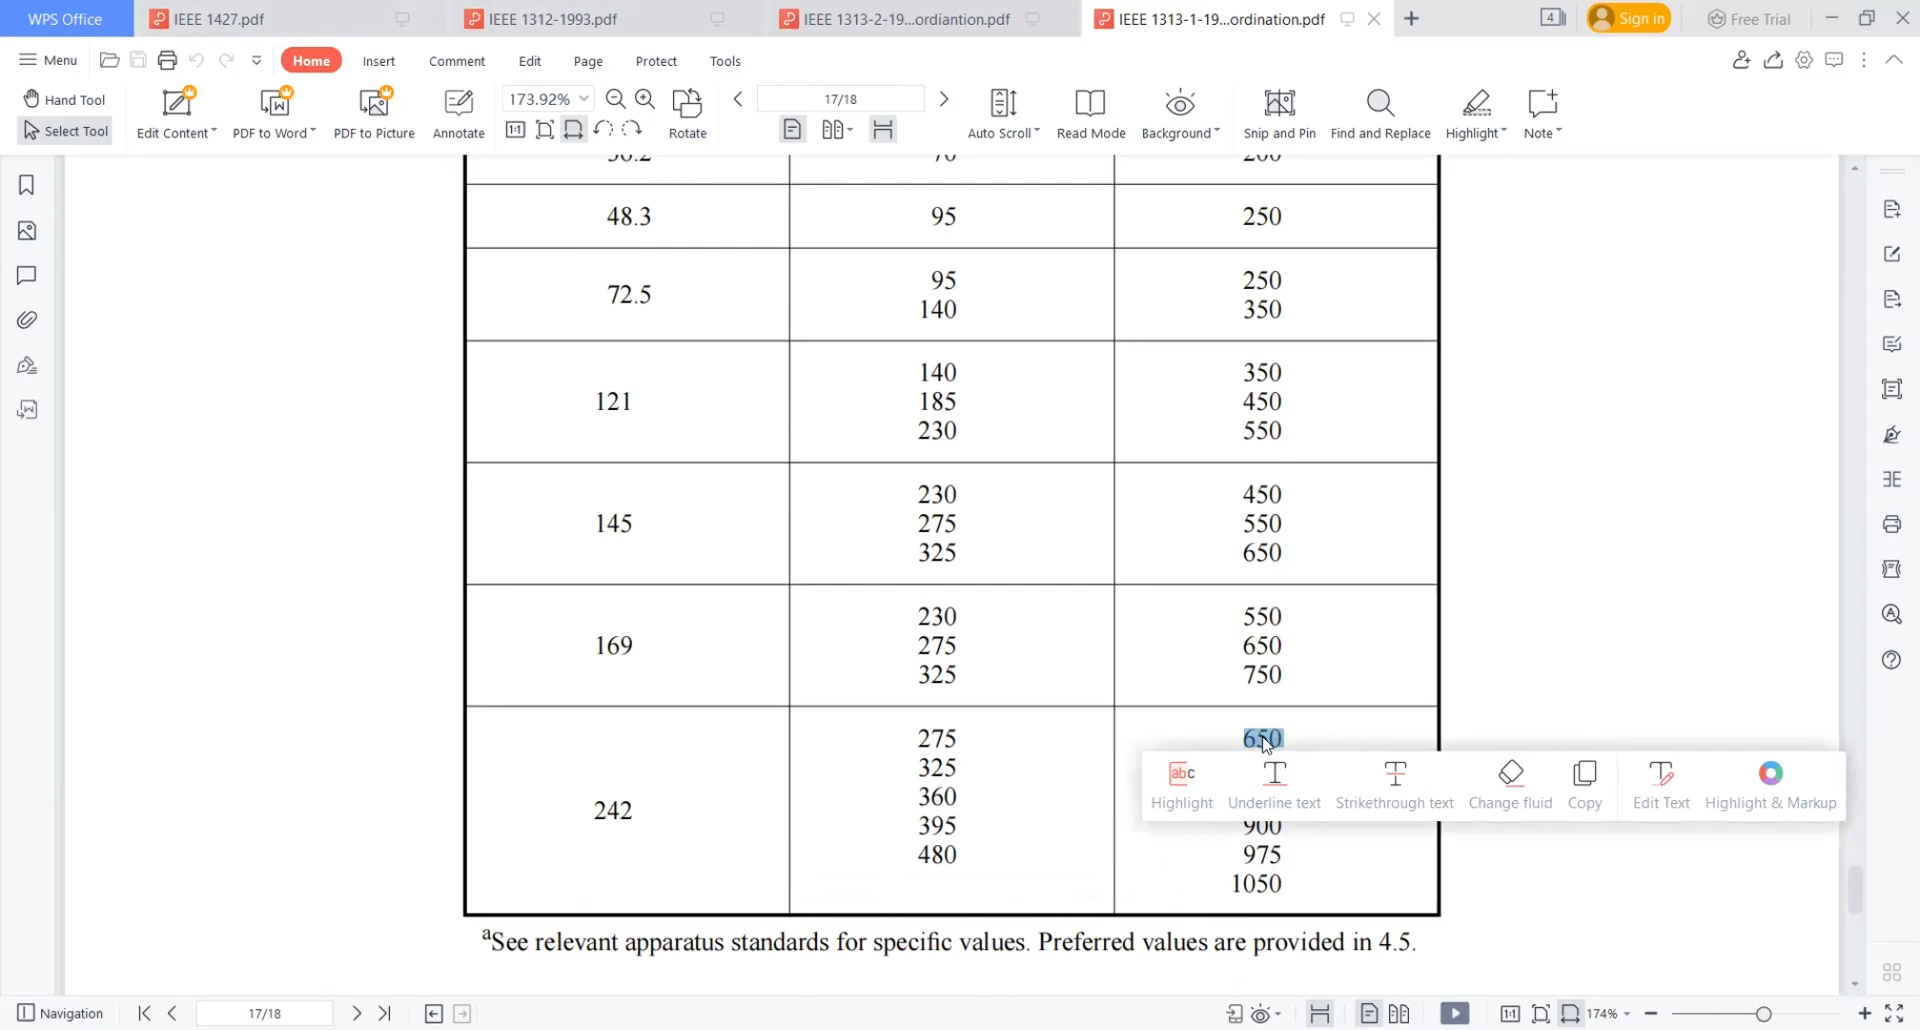 WPS Office
IEEE 1427.pdf
IEEE 1312-1993.pdf
IEEE 1313-2-19...ordiantion.pdf
IEEE 1313-1-19...ordination.pdf
4
Sign in
Free Trial
Menu
Home
Insert
Comment
Edit
Page
Protect
Tools
Hand Tool
Select Tool
Edit Content
PDF to Word
PDF to Picture
Annotate
173.92%
1:1
Rotate
17/18
Auto Scroll
Read Mode
Background
Snip and Pin
Find and Replace
Highlight
Note
48.3 95 250
72.5
95 250
140 350
121
140 350
185 450
230 550
145
230 450
275 550
325 650
169
230 550
275 650
325 750
242
275 650
325
360
395 900
480 975
1050
abc
Highlight
Underline text
Strikethrough text
Change fluid
Copy
Edit Text
Highlight & Markup
aSee relevant apparatus standards for specific values. Preferred values are provided in 4.5.
Navigation
17/18
1:1
174%